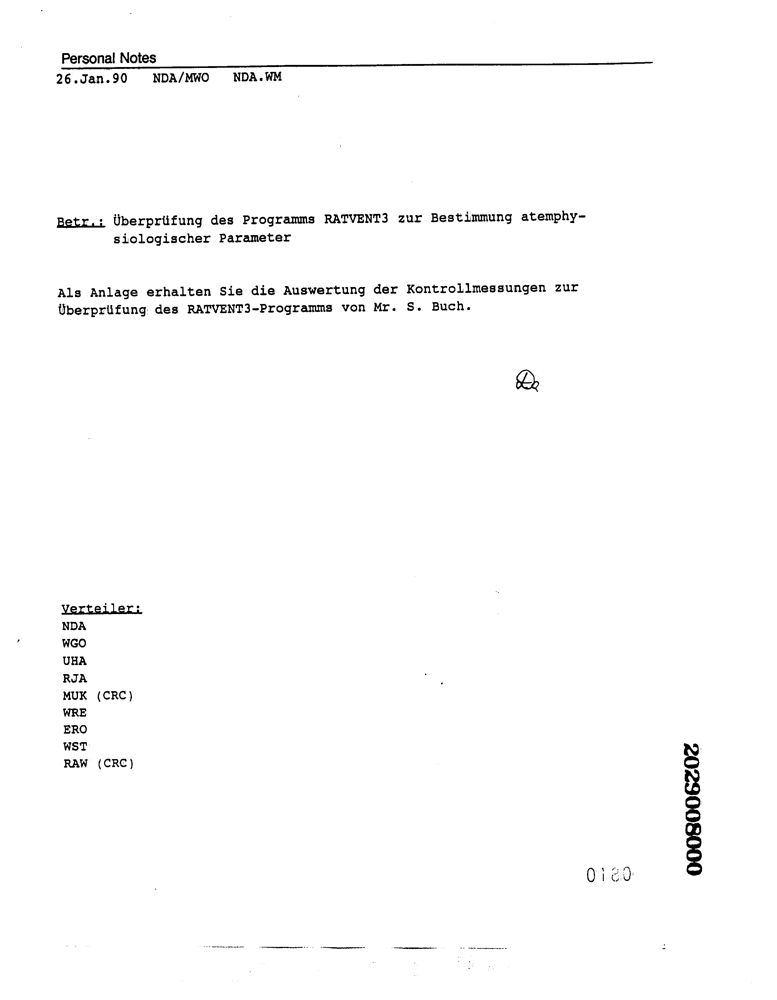 Personal Notes
26.Jan.90 NDA/MWO NDA.WM
Betr.: Überprüfung des Programms RATVENT3 zur Bestimmung atemphy-
siologischer Parameter
Als Anlage erhalten Sie die Auswertung der Kontrollmessungen zur
Überprüfung des RATVENT3-Programms von Mr. S. Buch.
Verteiler:
NDA
WGO
UHA
RJA
MUK (CRC)
WRE
ERO
WST
RAW (CRC)
2029008000
0180